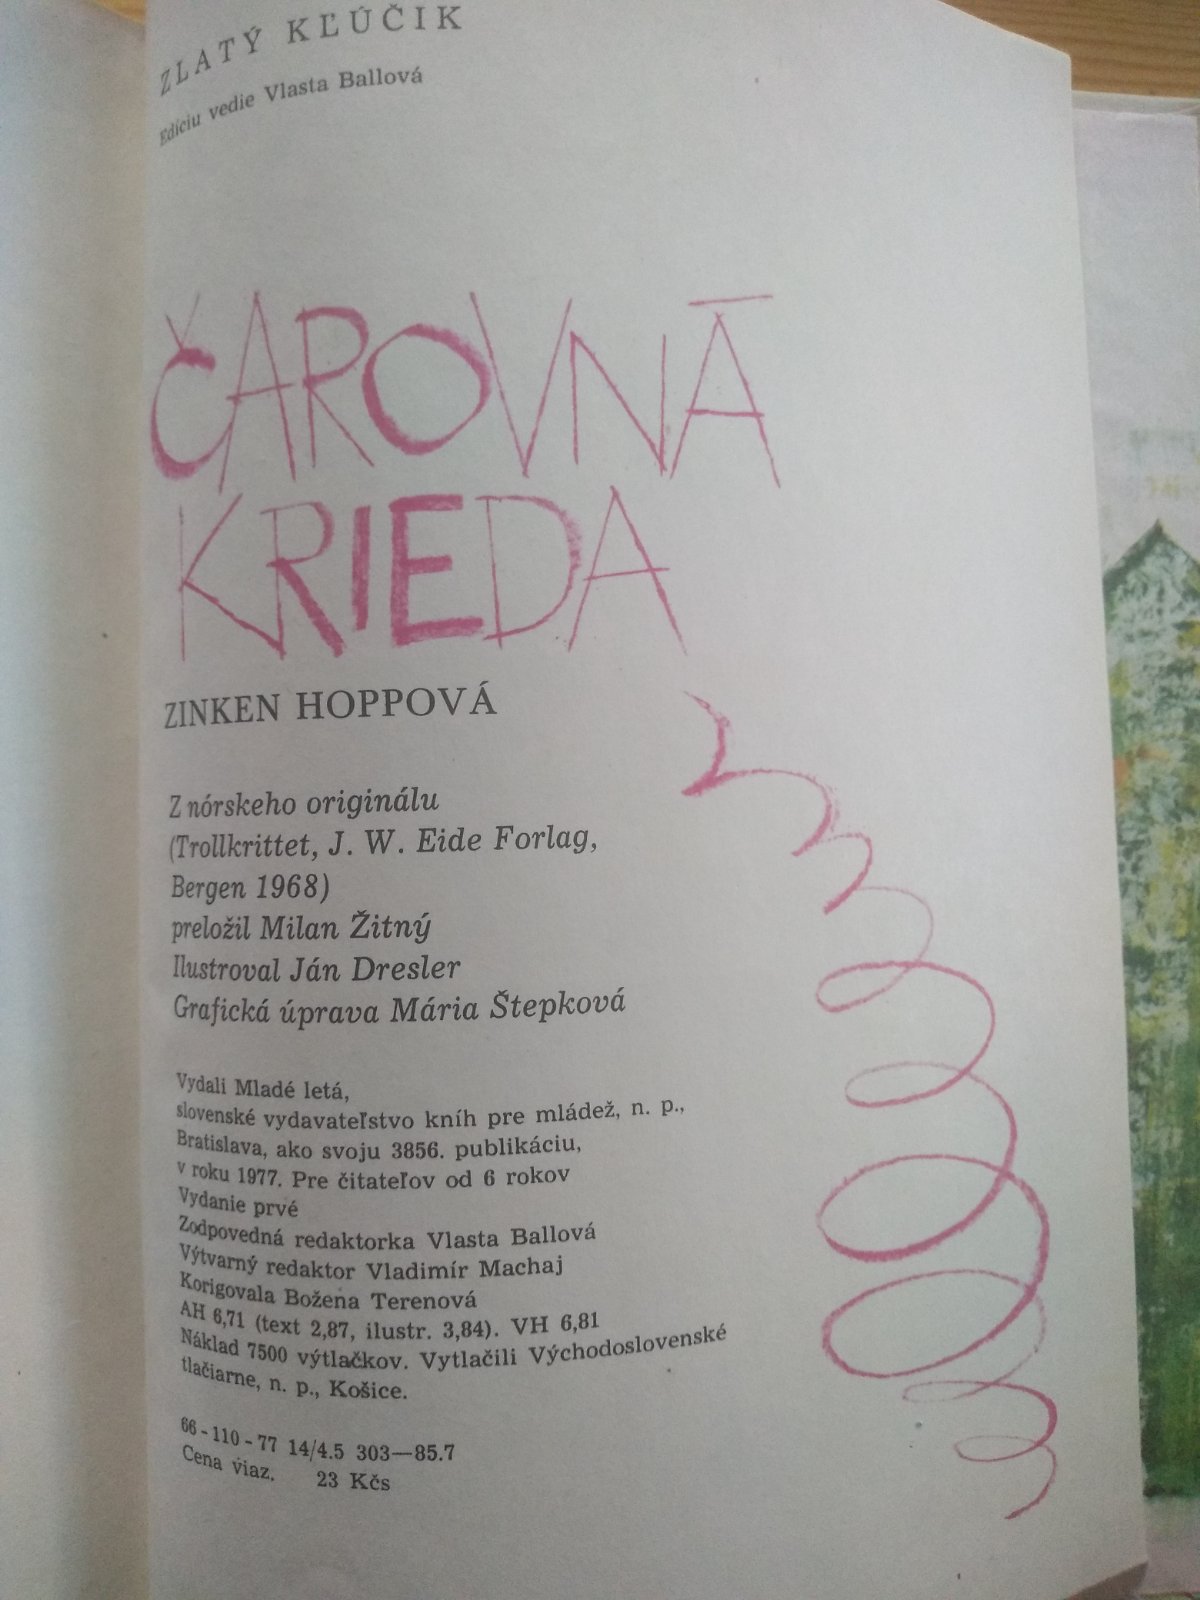 ZLATÝ KĽÚČIK
Edíciu vedie Vlasta Ballová
ČAROVNÁ
KRIEDA
ZINKEN HOPPOVÁ
Z nórskeho originálu
(Trollkrittet, J. W. Eide Forlag,
Bergen 1968)
preložil Milan Žitný
Ilustroval Ján Dresler
Grafická úprava Mária Štepková
Vydali Mladé letá,
slovenské vydavateľstvo kníh pre mládež, n. p.,
Bratislava, ako svoju 3856. publikáciu,
v roku 1977. Pre čitateľov od 6 rokov
Vydanie prvé
Zodpovedná redaktorka Vlasta Ballová
Výtvarný redaktor Vladimír Machaj
Korigovala Božena Terenová
AH 6,71 (text 2,87, ilustr. 3,84). VH 6,81
Náklad 7500 výtlačkov. Vytlačili Východoslovenské
tlačiarne, n. p., Košice.
66 - 110 - 77 14/4.5 303—85.7
Cena viaz. 23 Kčs